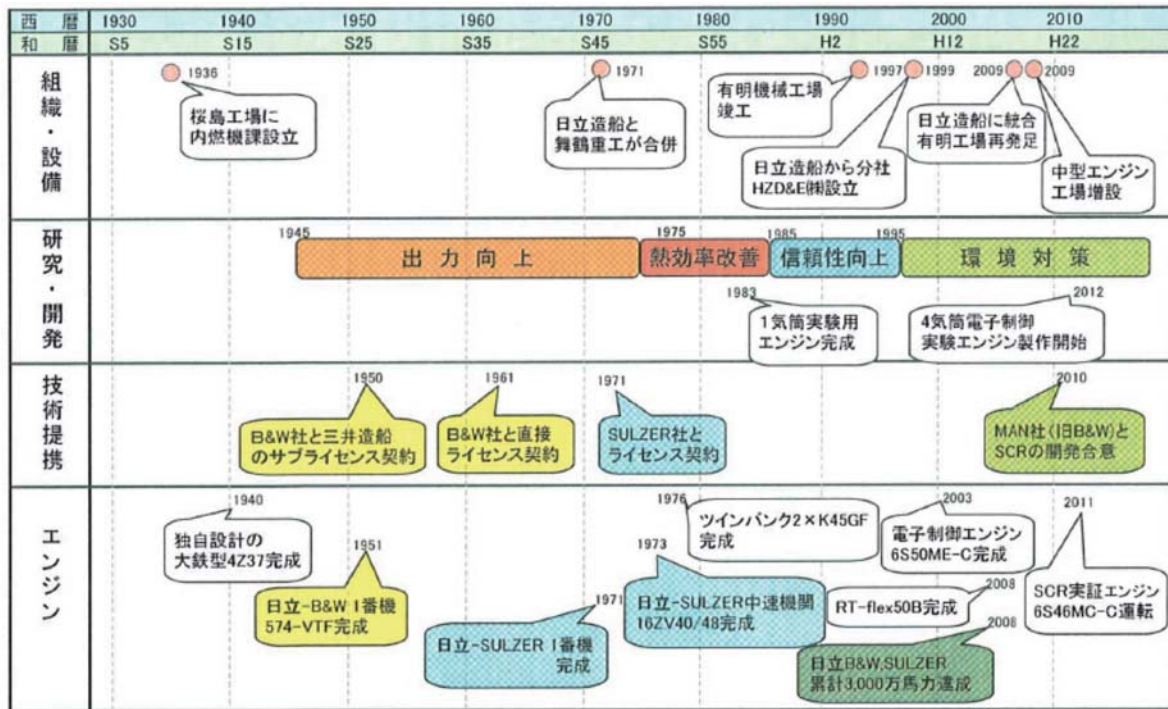 西暦 1930 1940 1950 1960 1970 1980 1990 2000 2010
和暦 S5 S15 S25 S35 S45 S55 H2 H12 H22
組織・設備
1936
桜島工場に
内燃機課設立
1971
日立造船と
舞鶴重工が合併
有明機械工場
竣工
1997
日立造船から分社
HZD&E㈱設立
1999
2009
日立造船に統合
有明工場再発足
2009
中型エンジン
工場増設
研究・開発
1945
出力向上
1975
熱効率改善
1985
信頼性向上
1995
環境対策
1983
1気筒実験用
エンジン完成
2012
4気筒電子制御
実験エンジン製作開始
技術提携
1950
B&W社と三井造船
のサブライセンス契約
1961
B&W社と直接
ライセンス契約
1971
SULZER社と
ライセンス契約
2010
MAN社(旧B&W)と
SCRの開発合意
エンジン
1940
独自設計の
大鉄型4Z37完成
1951
日立-B&W 1番機
574-VTF完成
1971
日立-SULZER 1番機
完成
1973
日立-SULZER中速機関
16ZV40/48完成
1976
ツインバンク2×K45GF
完成
2003
電子制御エンジン
6S50ME-C完成
2008
RT-flex50B完成
2008
日立B&W,SULZER
累計3,000万馬力達成
2011
SCR実証エンジン
6S46MC-C運転